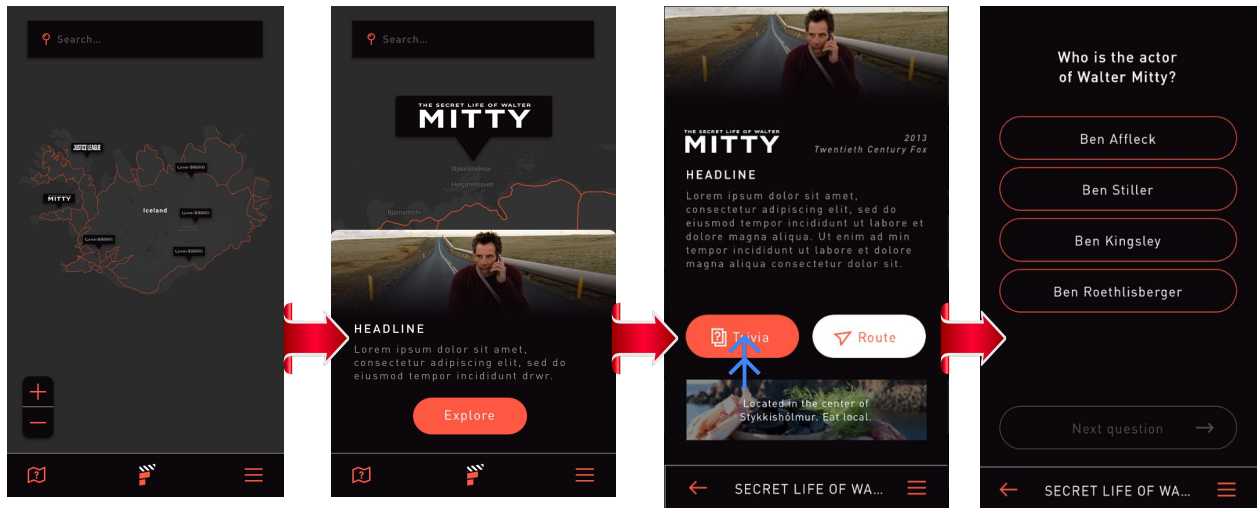 Search...
JUSTICE LEAGUE
MITTY
Iceland
Search...
THE SECRET LIFE OF WALTER
MITTY
Stykkishólmur
Helgafellssveit
Bjarnarhöfn
HEADLINE
Lorem ipsum dolor sit amet,
consectetur adipiscing elit, sed do
eiusmod tempor incididunt drwr.
Explore
THE SECRET LIFE OF WALTER
MITTY
2013
Twentieth Century Fox
HEADLINE
Lorem ipsum dolor sit amet,
consectetur adipiscing elit, sed do
eiusmod tempor incididunt ut labore et
dolore magna aliqua. Ut enim ad min
tempor incididunt ut labore et dolore
magna aliqua consectetur dolor sit.
Trivia
Route
Located in the center of
Stykkishólmur. Eat local.
SECRET LIFE OF WA...
Who is the actor
of Walter Mitty?
Ben Affleck
Ben Stiller
Ben Kingsley
Ben Roethlisberger
Next question
SECRET LIFE OF WA...